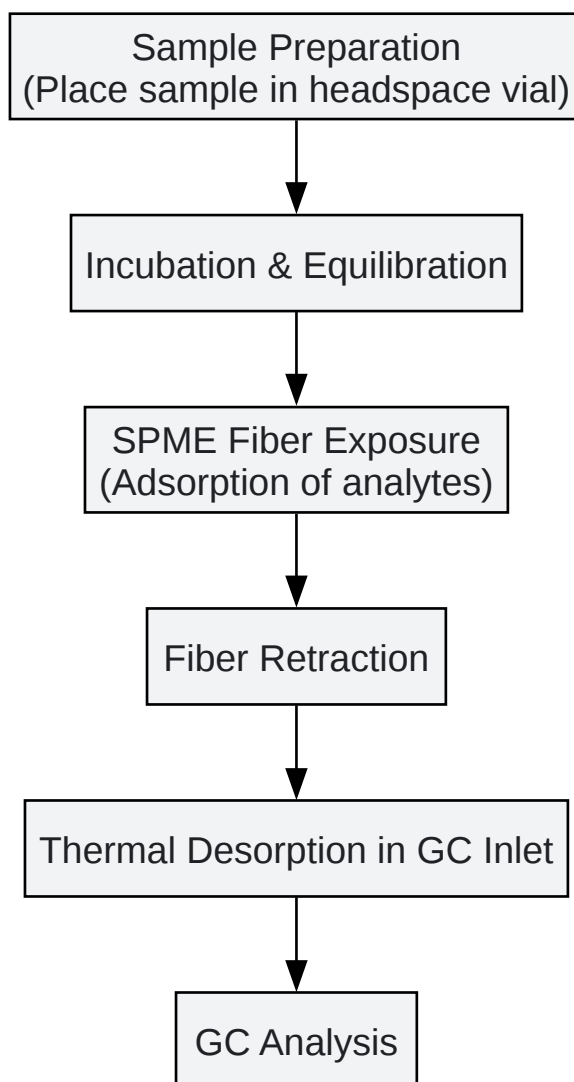 Sample Preparation
(Place sample in headspace vial)
Incubation & Equilibration
SPME Fiber Exposure
(Adsorption of analytes)
Fiber Retraction
Thermal Desorption in GC Inlet
GC Analysis